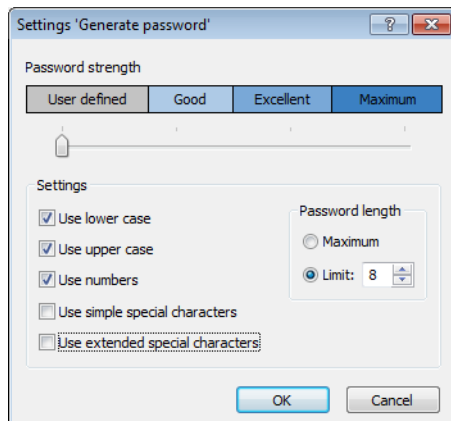 Settings 'Generate password'
Password strength
User defined Good Excellent Maximum
Settings
Use lower case
Use upper case
Use numbers
Use simple special characters
Use extended special characters
Password length
Maximum
Limit: 8
OK Cancel